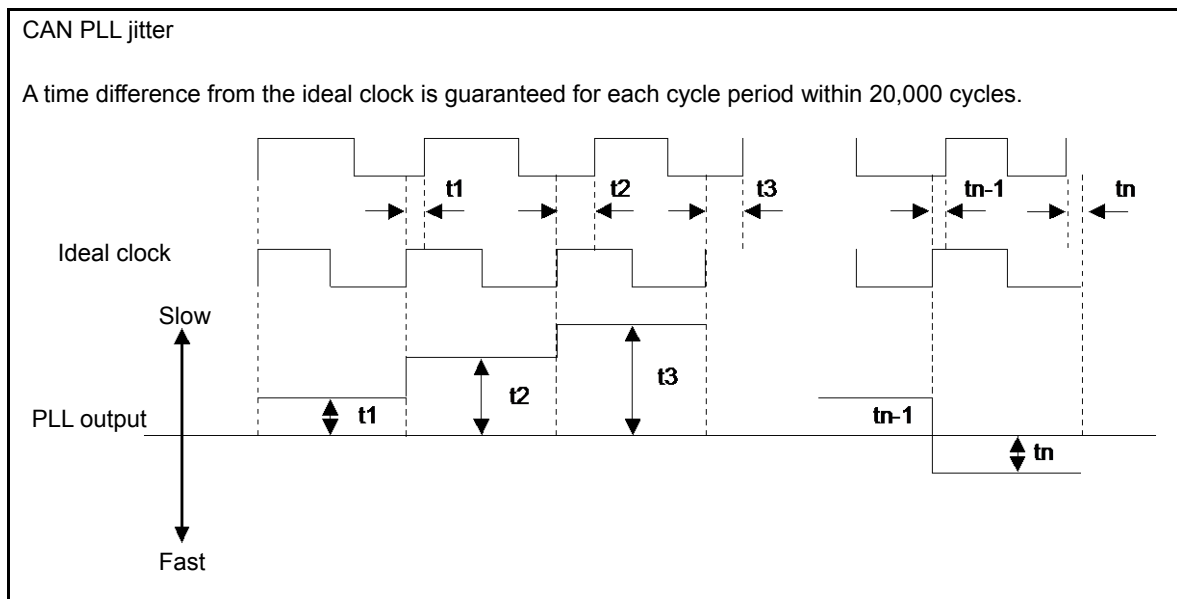 CAN PLL jitter
A time difference from the ideal clock is guaranteed for each cycle period within 20,000 cycles.
t1
t2
t3
tn-1
tn
Ideal clock
Slow
t1
t2
t3
PLL output
tn-1
tn
Fast